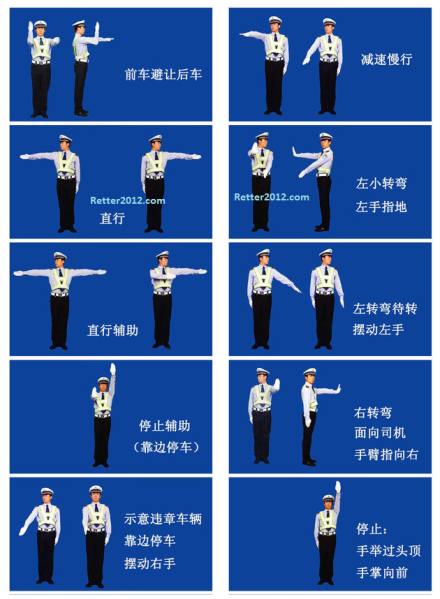 前车避让后车
减速慢行
Retter2012.com
直行
左小转弯
Retter2012.com
左手指地
直行辅助
左转弯待转
摆动左手
停止辅助
（靠边停车）
右转弯
面向司机
手臂指向右
示意违章车辆
靠边停车
摆动右手
停止：
手举过头顶
手掌向前